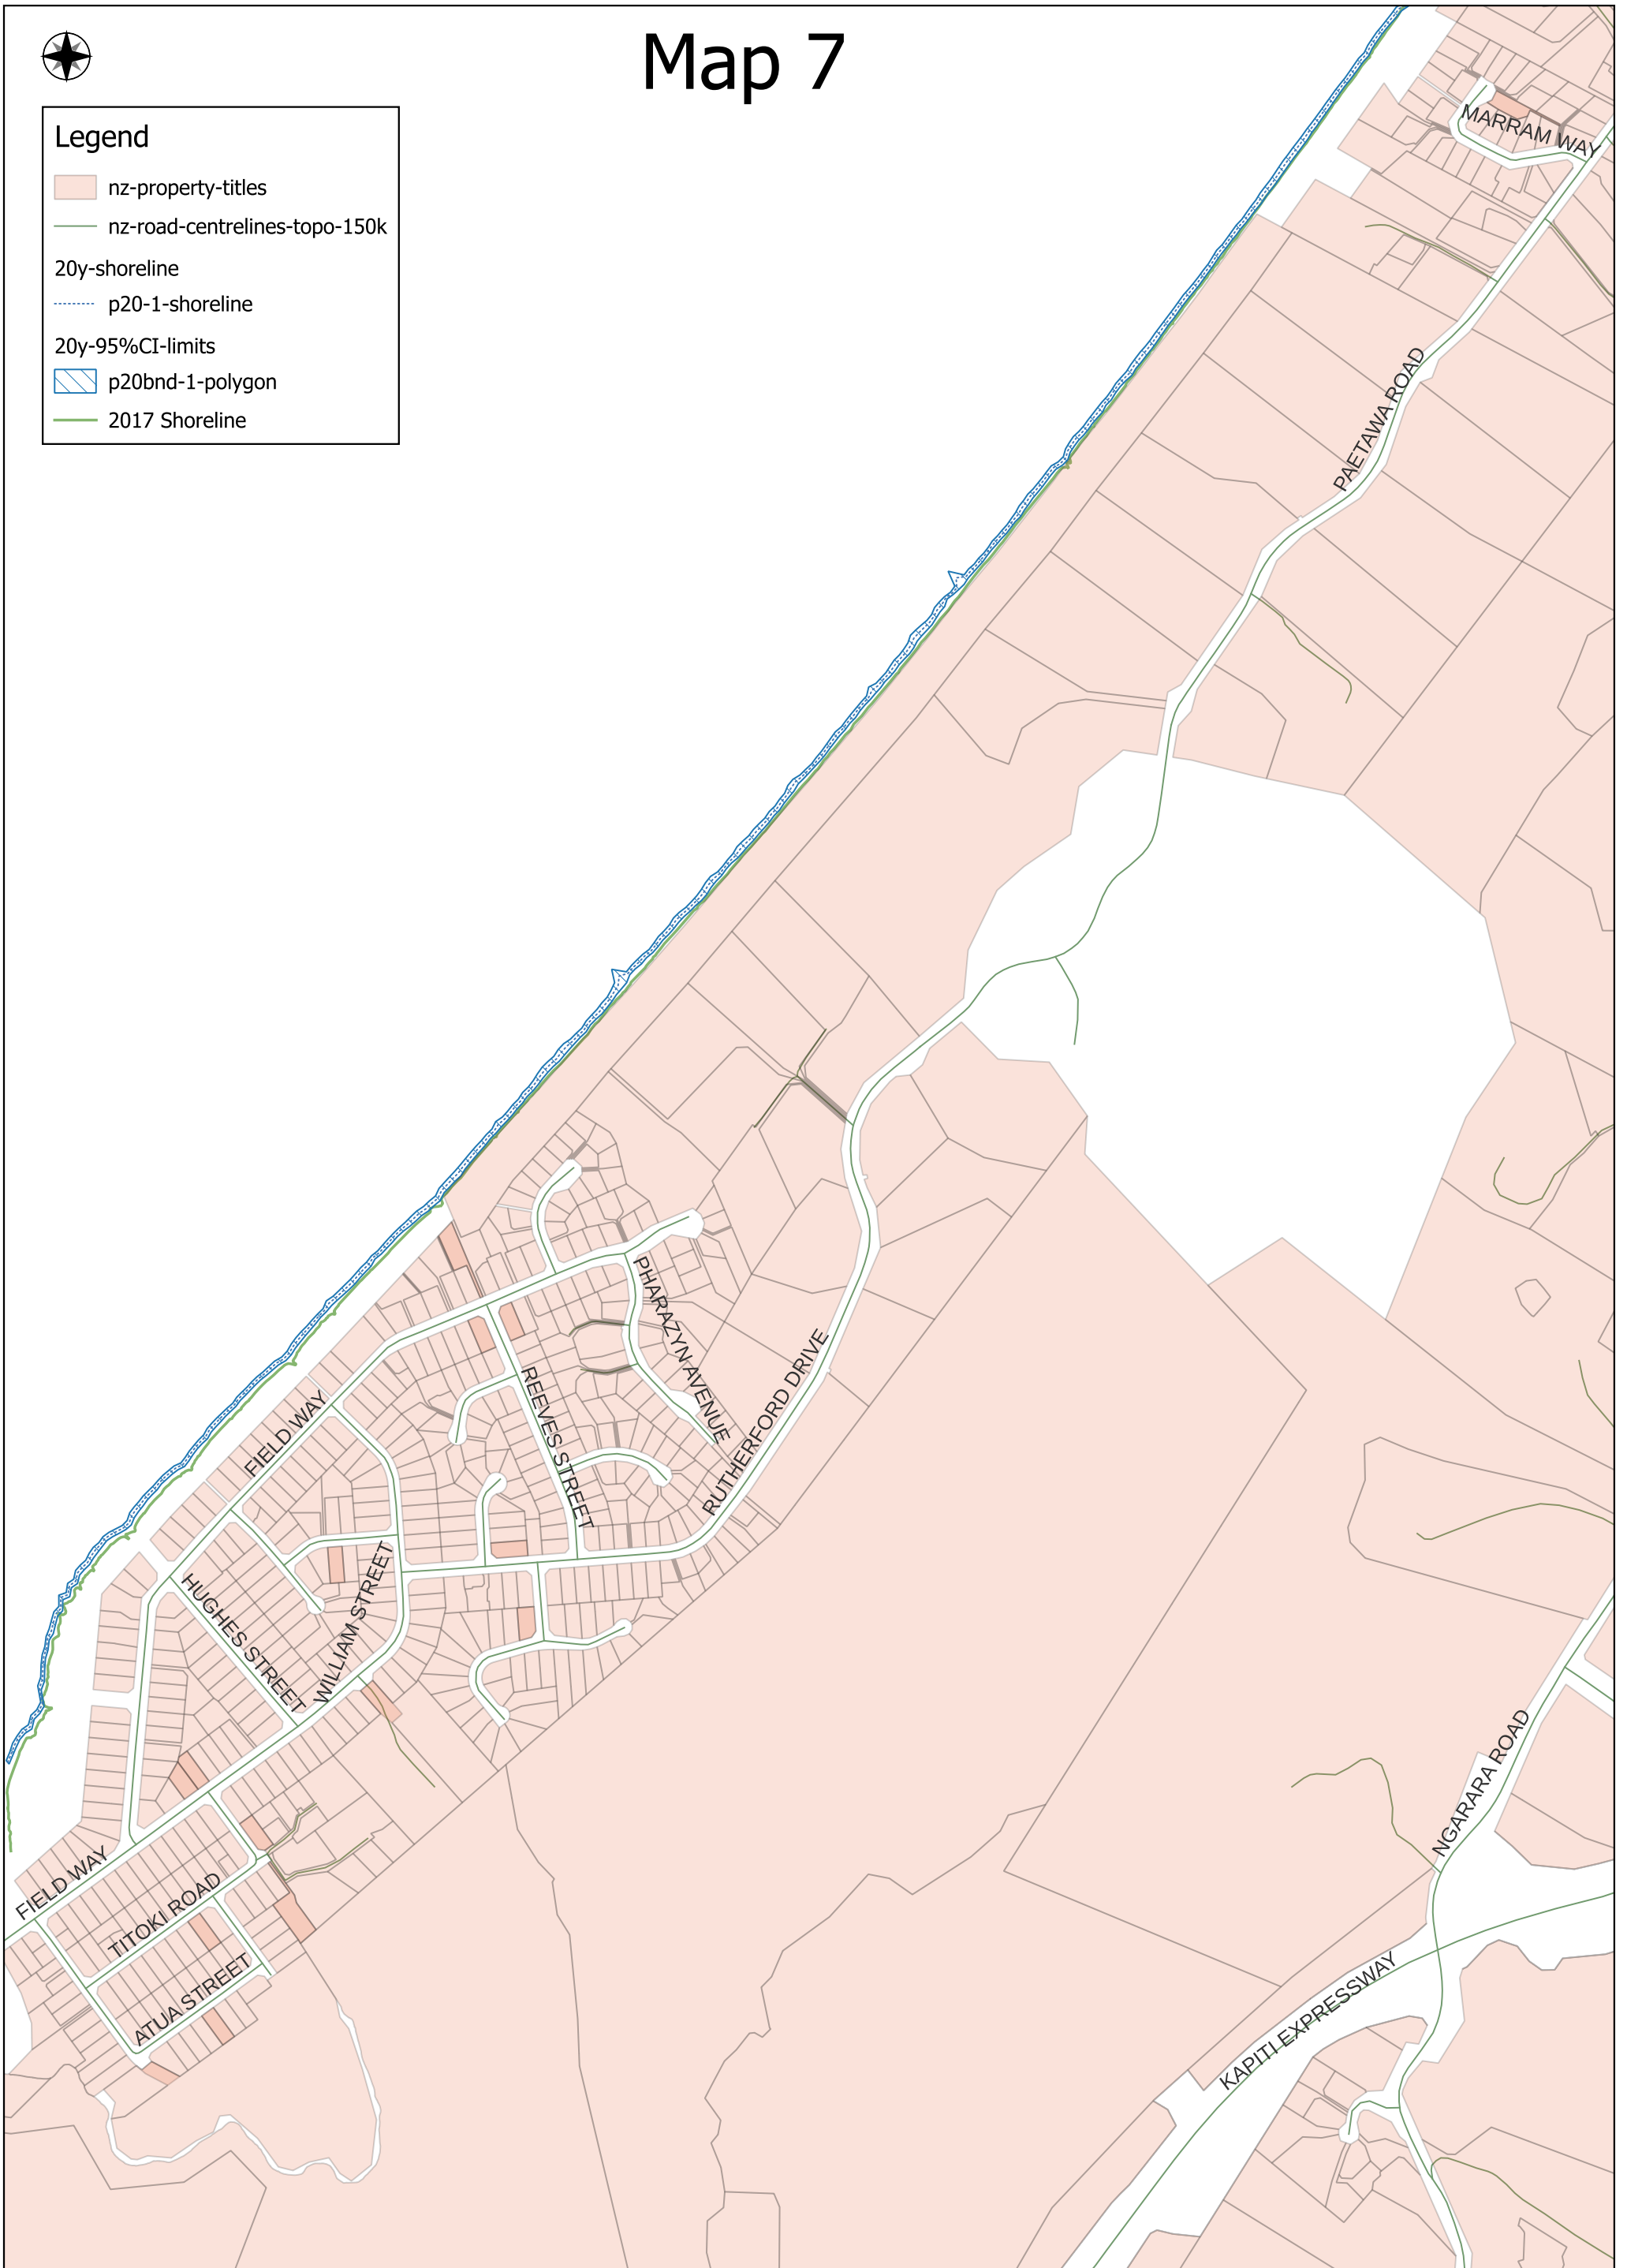 Map 7
Legend
nz-property-titles
nz-road-centrelines-topo-150k
20y-shoreline
p20-1-shoreline
20y-95%CI-limits
p20bnd-1-polygon
2017 Shoreline
MARRAM WAY
PAETAWA ROAD
PHARAZYN AVENUE
RUTHERFORD DRIVE
REEVES STREET
FIELD WAY
HUGHES STREET
WILLIAM STREET
NGARARA ROAD
FIELD WAY
TITOKI ROAD
ATUA STREET
KAPITI EXPRESSWAY